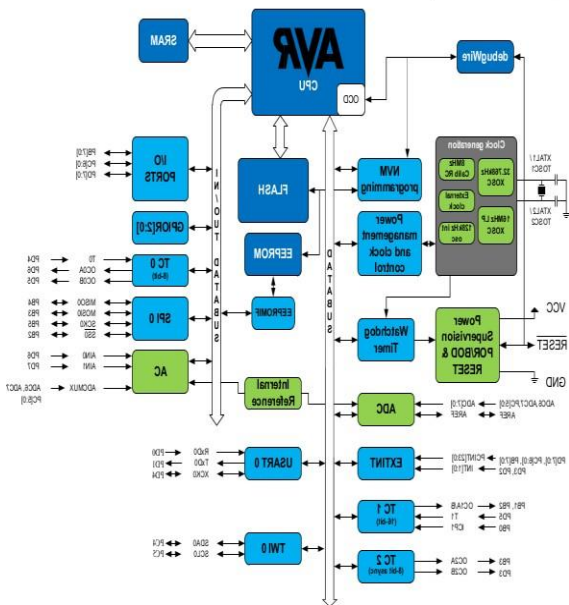 debugWire
AVR
CPU
OCD
SRAM
Clock generation
XTAL1/
TOSC1
32.768kHz
XOSC
8MHz
Calib RC
External
clock
XTAL2/
TOSC2
16MHz LP
XOSC
128kHz int
osc
NVM
programming
FLASH
Power
management
and clock
control
EEPROM
EEPROMIF
VCC
RESET
GND
Power
Supervision
POR/BOD &
RESET
Watchdog
Timer
Internal
Reference
DATABUS
IN/OUT DATABUS
I/O
PORTS
PB[7:0]
PC[6:0]
PD[7:0]
GPIOR[2:0]
TC 0
(8-bit)
T0 PD4
OC0A PD6
OC0B PD5
SPI 0
MISO0 PB4
MOSI0 PB3
SCK0 PB5
SS0 PB2
AC
AIN0 PD6
AIN1 PD7
ADCMUX ADC6, ADC7
PC[5:0]
ADC6,ADC7,PC[5:0] ADC[7:0]
AREF AREF
ADC
PD[7:0], PC[6:0], PB[7:0] PCINT[23:0]
PD3, PD2 INT[1:0]
EXTINT
USART 0
RxD0 PD0
TxD0 PD1
XCK0 PD4
PB1, PB2 OC1A/B
PD5 T1
PB0 ICP1
TC 1
(16-bit)
TWI 0
SDA0 PC4
SCL0 PC5
PB3 OC2A
PD3 OC2B
TC 2
(8-bit async)